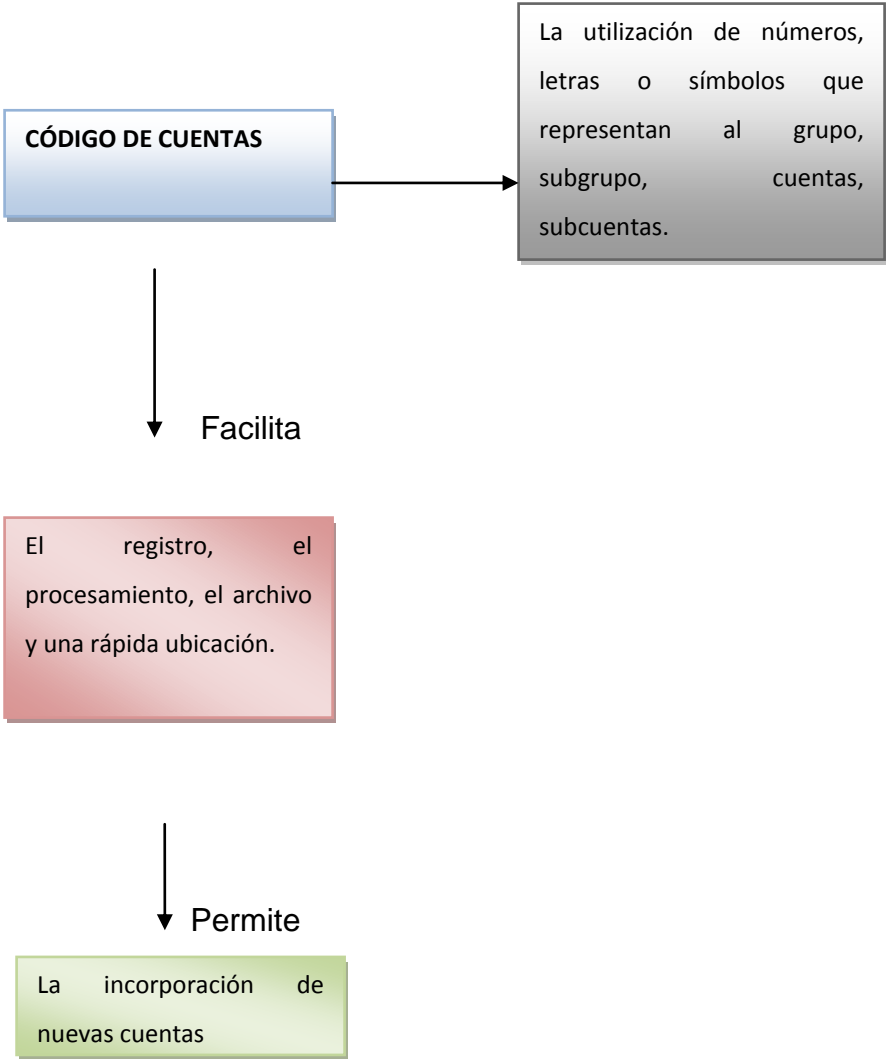 CÓDIGO DE CUENTAS
La utilización de números,
letras o símbolos que
representan al grupo,
subgrupo, cuentas,
subcuentas.
Facilita
El registro, el
procesamiento, el archivo
y una rápida ubicación.
Permite
La incorporación de
nuevas cuentas